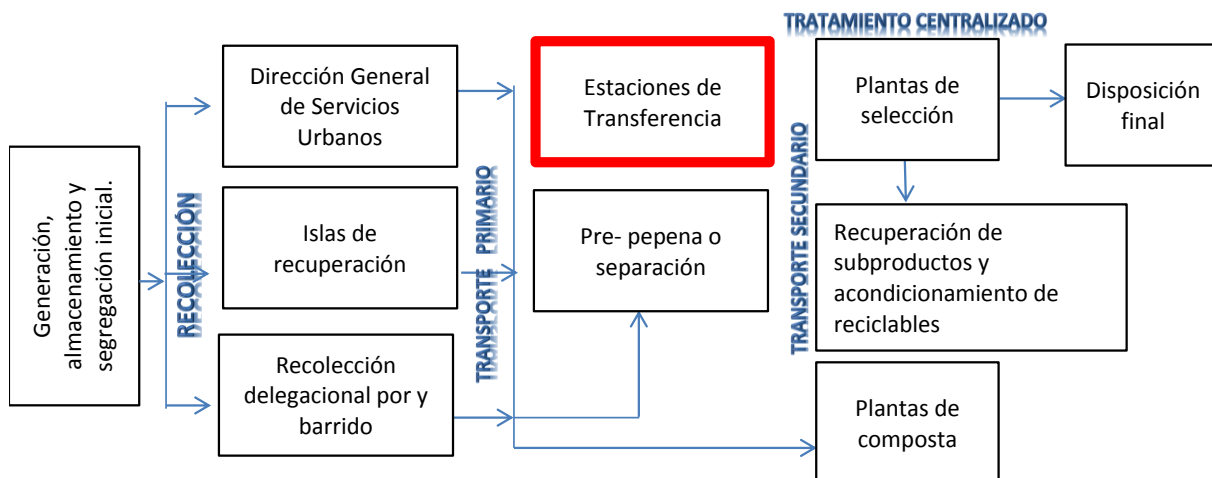 TRATAMIENTO CENTRALIZADO
Generación,
almacenamiento y
segregación inicial.
RECOLECCIÓN
Dirección General
de Servicios
Urbanos
Islas de
recuperación
Recolección
delegacional por y
barrido
TRANSPORTE PRIMARIO
Estaciones de
Transferencia
Pre- pepena o
separación
TRANSPORTE SECUNDARIO
Plantas de
selección
Disposición
final
Recuperación de
subproductos y
acondicionamiento de
reciclables
Plantas de
composta